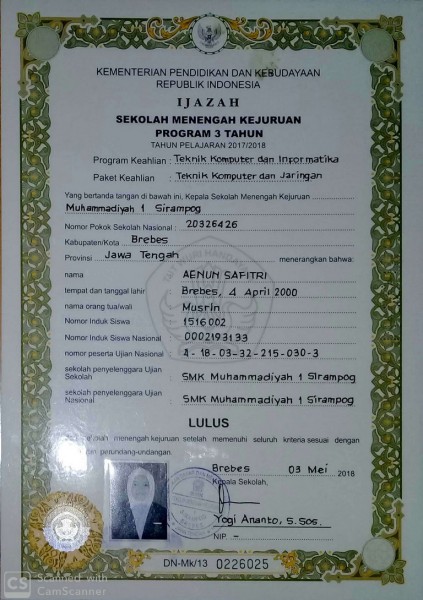 KEMENTERIAN PENDIDIKAN DAN KEBUDAYAAN
REPUBLIK INDONESIA
IJAZAH
SEKOLAH MENENGAH KEJURUAN
PROGRAM 3 TAHUN
TAHUN PELAJARAN 2017/2018
Program Keahlian : Teknik Komputer dan Informatika
Paket Keahlian : Teknik Komputer dan Jaringan
Yang bertanda tangan di bawah ini, Kepala Sekolah Menengah Kejuruan
Muhammadiyah 1 Sirampog
Nomor Pokok Sekolah Nasional : 20326426
Kabupaten/Kota Brebes
Provinsi Jawa Tengah menerangkan bahwa:
nama AENUN SAFITRI
tempat dan tanggal lahir : Brebes, 4 April 2000
nama orang tua/wali : Musrin
Nomor Induk Siswa : 1516002
Nomor Induk Siswa Nasional : 0002193133
nomor peserta Ujian Nasional : 4-18-03-32-215-030-3
sekolah penyelenggara Ujian
Sekolah : SMK Muhammadiyah 1 Sirampog
sekolah penyelenggara Ujian
Nasional : SMK Muhammadiyah 1 Sirampog
LULUS
menengah kejuruan setelah memenuhi seluruh kriteria sesuai dengan
perundang-undangan.
Brebes 03 Mei 2018
Kepala Sekolah,
Yogi Ananto, S.Sos.
NIP –
DN-Mk/13 0226025
CS Scanned with
CamScanner